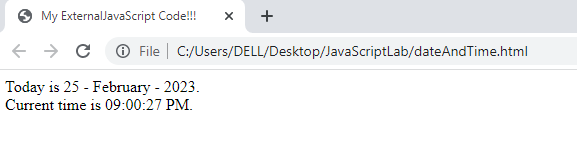 My ExternalJavaScript Code!!!
File | C:/Users/DELL/Desktop/JavaScriptLab/dateAndTime.html
Today is 25 - February - 2023.
Current time is 09:00:27 PM.